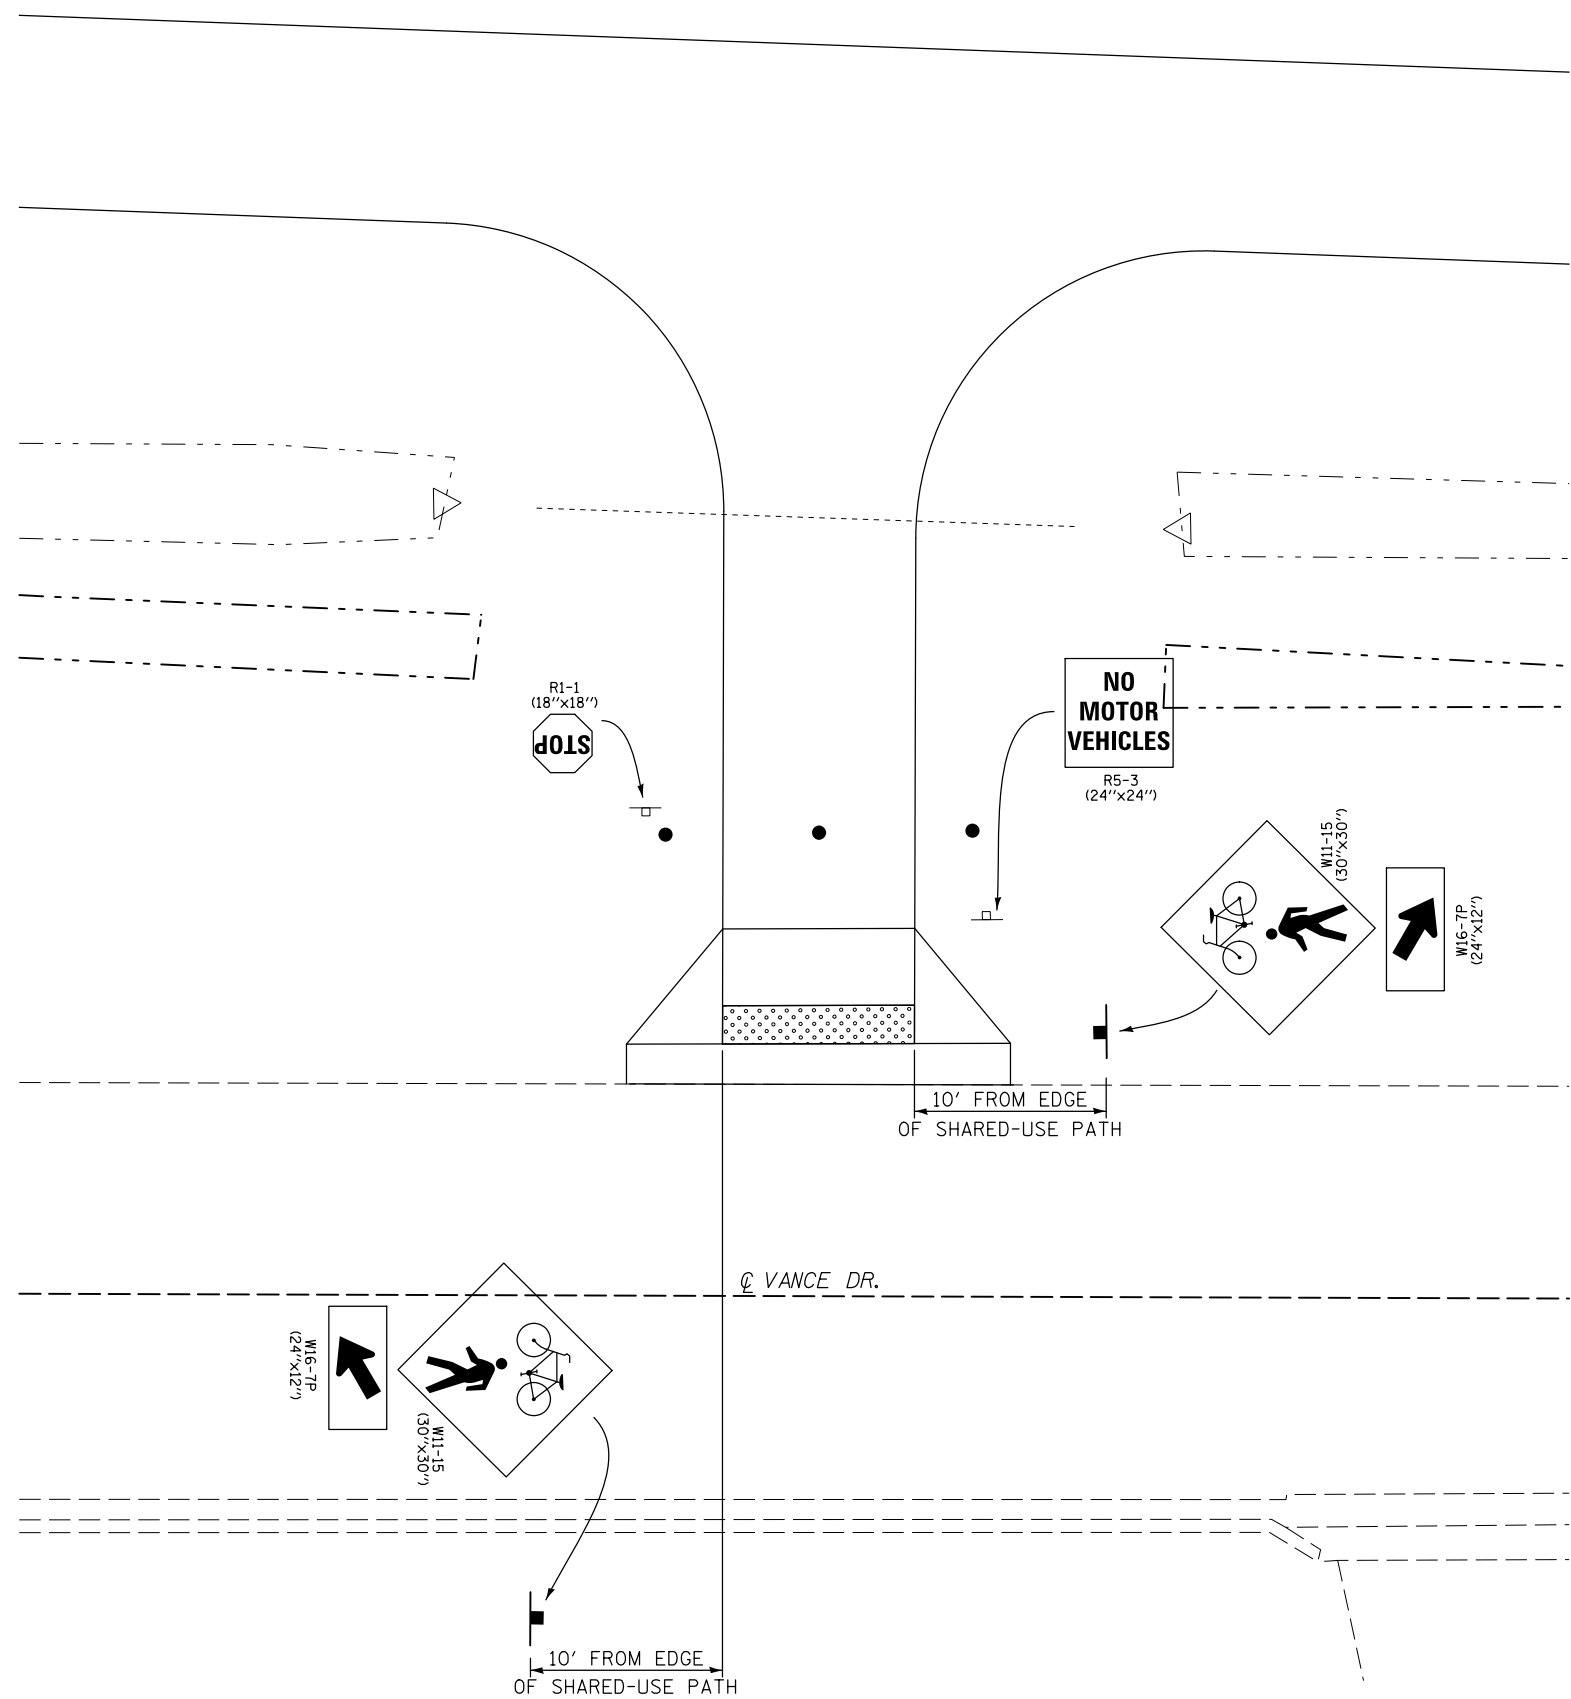 R1-1
(18"x18")
STOP
NO
MOTOR
VEHICLES
R5-3
(24"x24")
W11-15
(30"x30")
W16-7P
(24"x12")
10' FROM EDGE
OF SHARED-USE PATH
℄ VANCE DR.
W16-7P
(24"x12")
W11-15
(30"x30")
10' FROM EDGE
OF SHARED-USE PATH